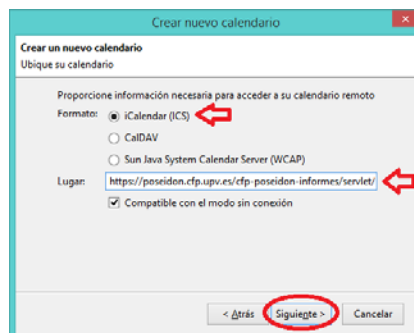 Crear nuevo calendario
Crear un nuevo calendario
Ubique su calendario
Proporcione información necesaria para acceder a su calendario remoto
Formato: iCalendar (ICS)
CalDAV
Sun Java System Calendar Server (WCAP)
Lugar: https://poseidon.cfp.upv.es/cfp-poseidon-informes/servlet/
Compatible con el modo sin conexión
< Atrás Siguiente > Cancelar